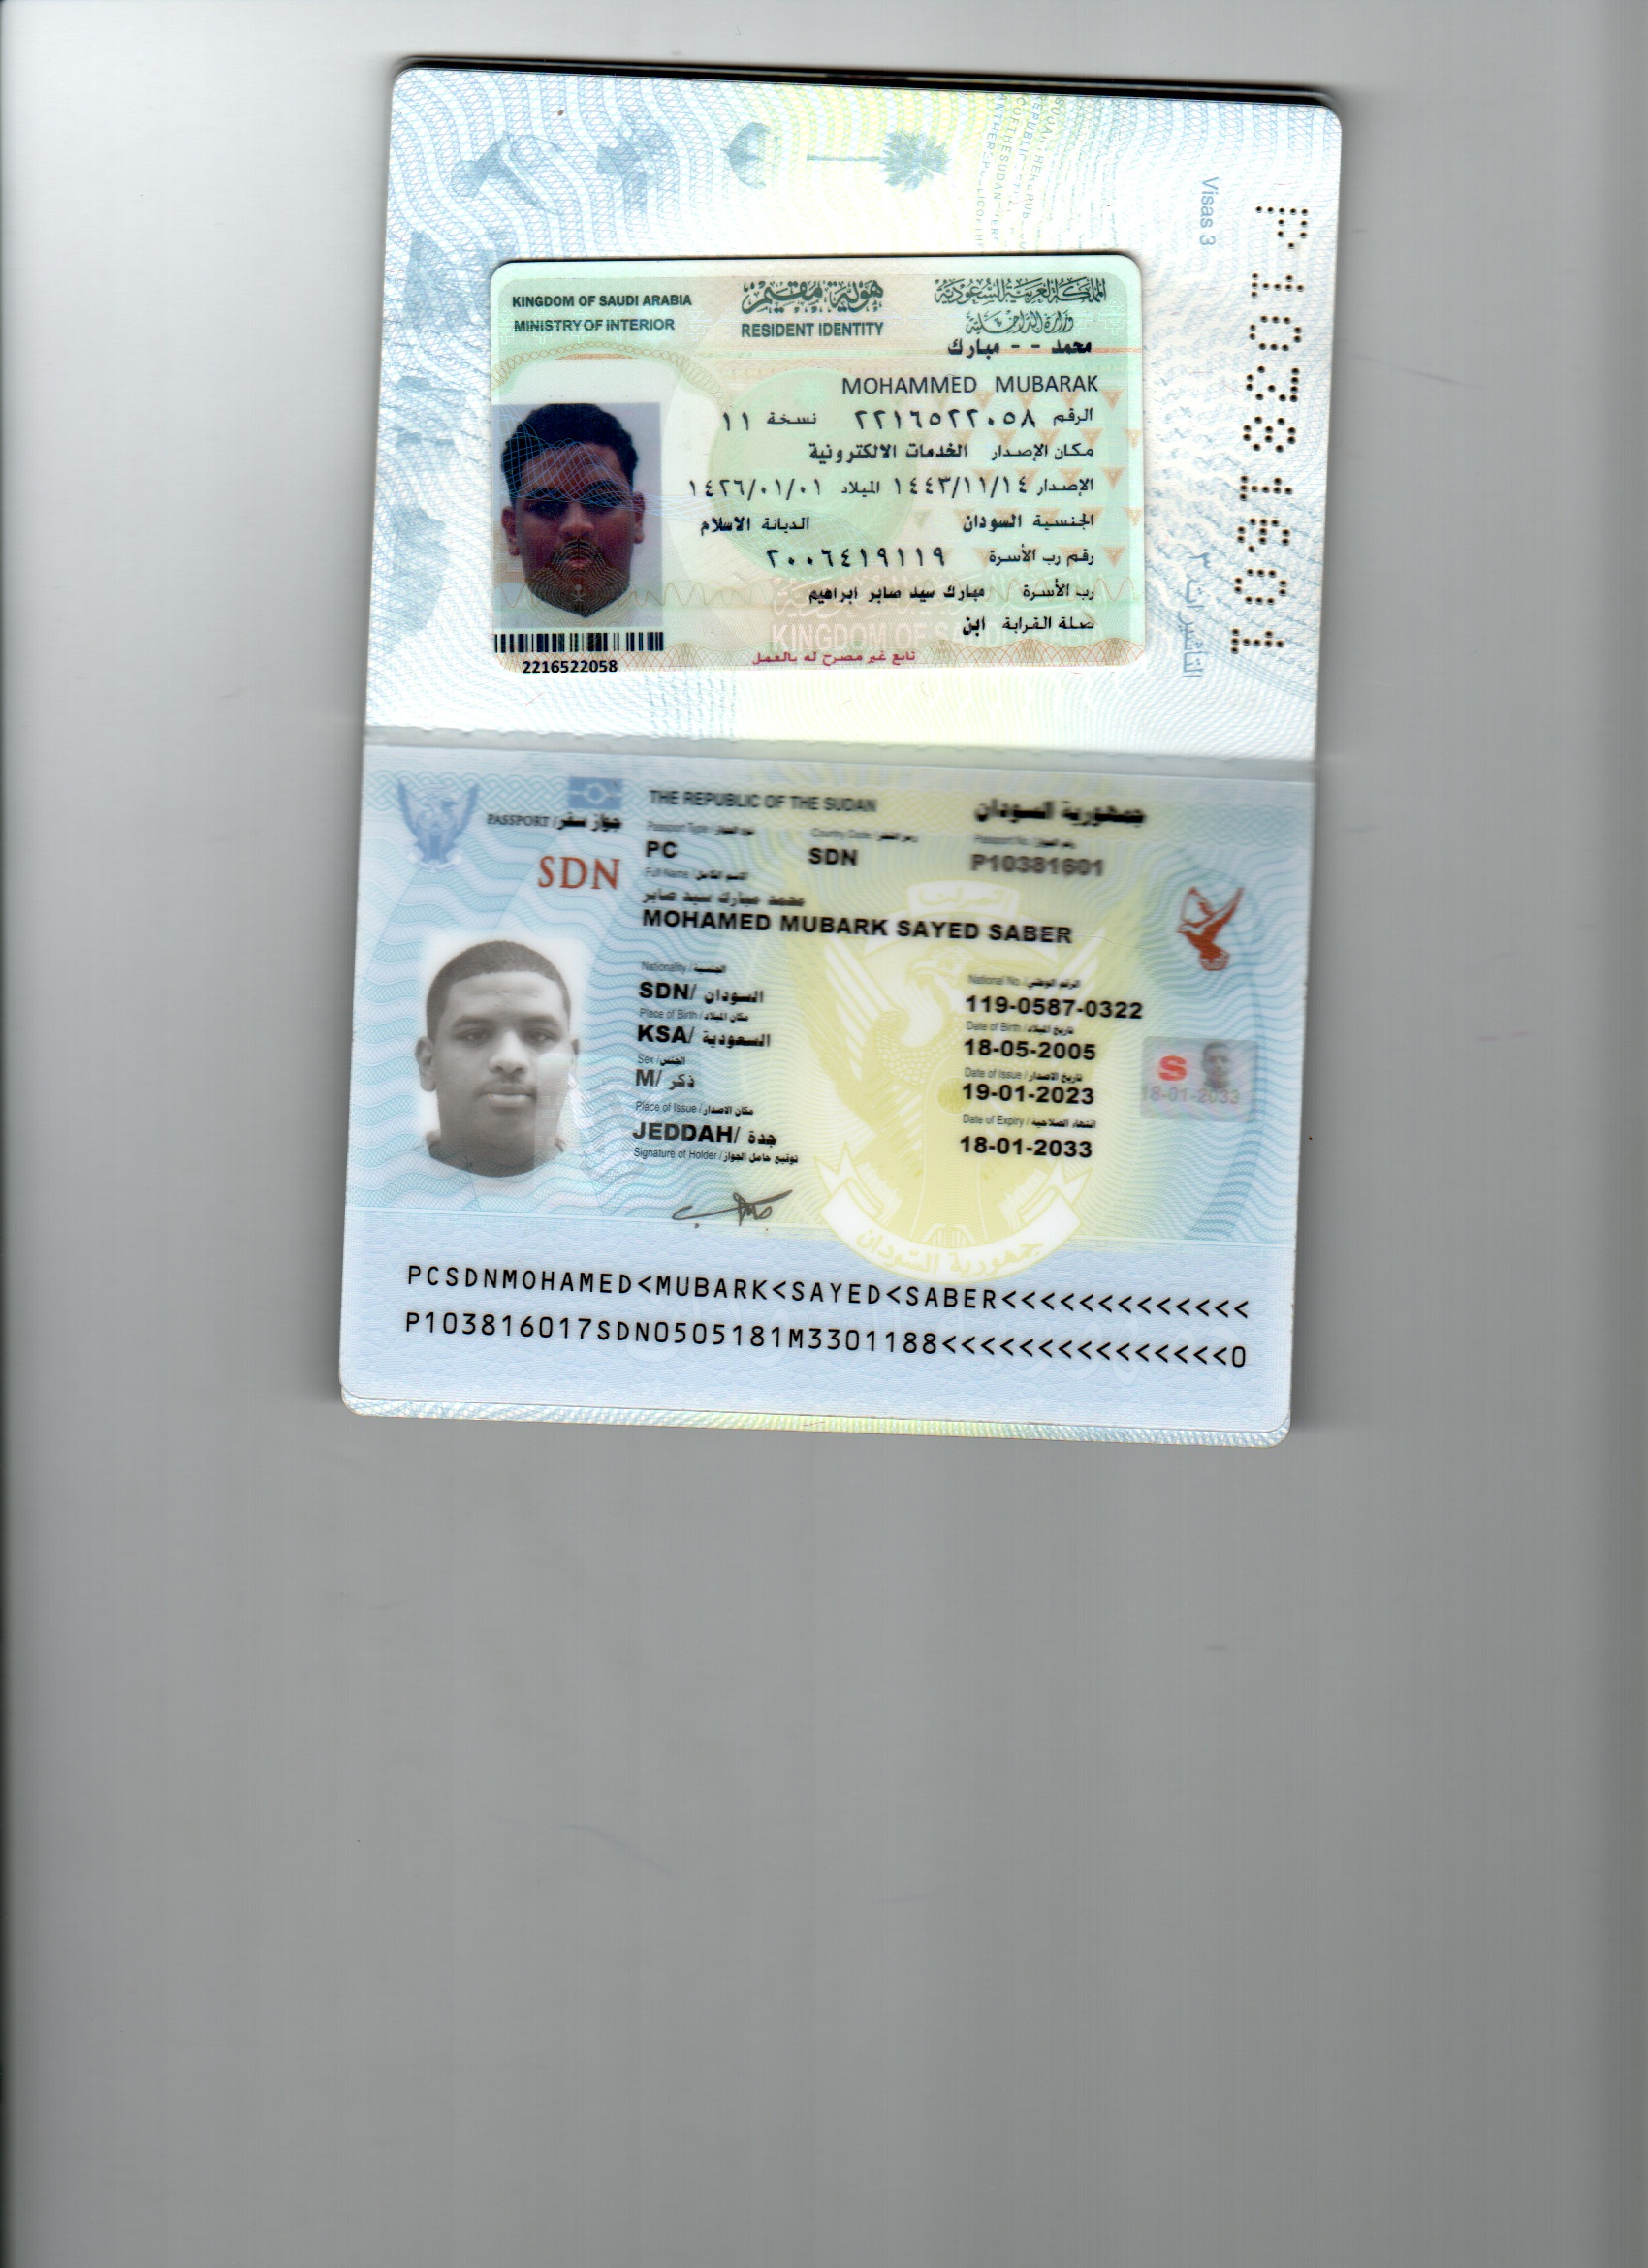 Visas 3
التأشيرات ٣
P10381601
KINGDOM OF SAUDI ARABIA
MINISTRY OF INTERIOR
هوية مقيم
RESIDENT IDENTITY
المملكة العربية السعودية
وزارة الداخلية
محمد - - مبارك
MOHAMMED MUBARAK
الرقم ٢٢١٦٥٢٢٠٥٨ نسخة ١١
مكان الإصدار الخدمات الالكترونية
الإصدار ١٤٤٣/١١/١٤ الميلاد ١٤٢٦/٠١/٠١
الجنسية السودان الديانة الاسلام
رقم رب الأسرة ٢٠٠٦٤١٩١١٩
رب الأسرة مبارك سيد صابر ابراهيم
صلة القرابة ابن
KINGDOM OF SAUDI ARABIA
تابع غير مصرح له بالعمل
2216522058
PASSPORT / جواز سفر
THE REPUBLIC OF THE SUDAN
جمهورية السودان
SDN
Passport Type / نوع الجواز
Country Code / رمز القطر
Passport No. / رقم الجواز
PC
SDN
P10381601
Full Name / الاسم الكامل
محمد مبارك سيد صابر
MOHAMED MUBARK SAYED SABER
Nationality / الجنسية
National No. / الرقم الوطني
SDN/ السودان
119-0587-0322
Place of Birth / مكان الميلاد
Date of Birth / تاريخ الميلاد
KSA/ السعودية
18-05-2005
Sex / الجنس
Date of Issue / تاريخ الاصدار
M/ ذكر
19-01-2023
Place of Issue / مكان الاصدار
Date of Expiry / انتهاء الصلاحية
JEDDAH/ جدة
18-01-2033
Signature of Holder / توقيع حامل الجواز
S
18-01-2033
النصر لنا
جمهورية السودان
PCSDNMOHAMED<MUBARK<SAYED<SABER<<<<<<<<<<<<<
P103816017SDN0505181M3301188<<<<<<<<<<<<<<<0